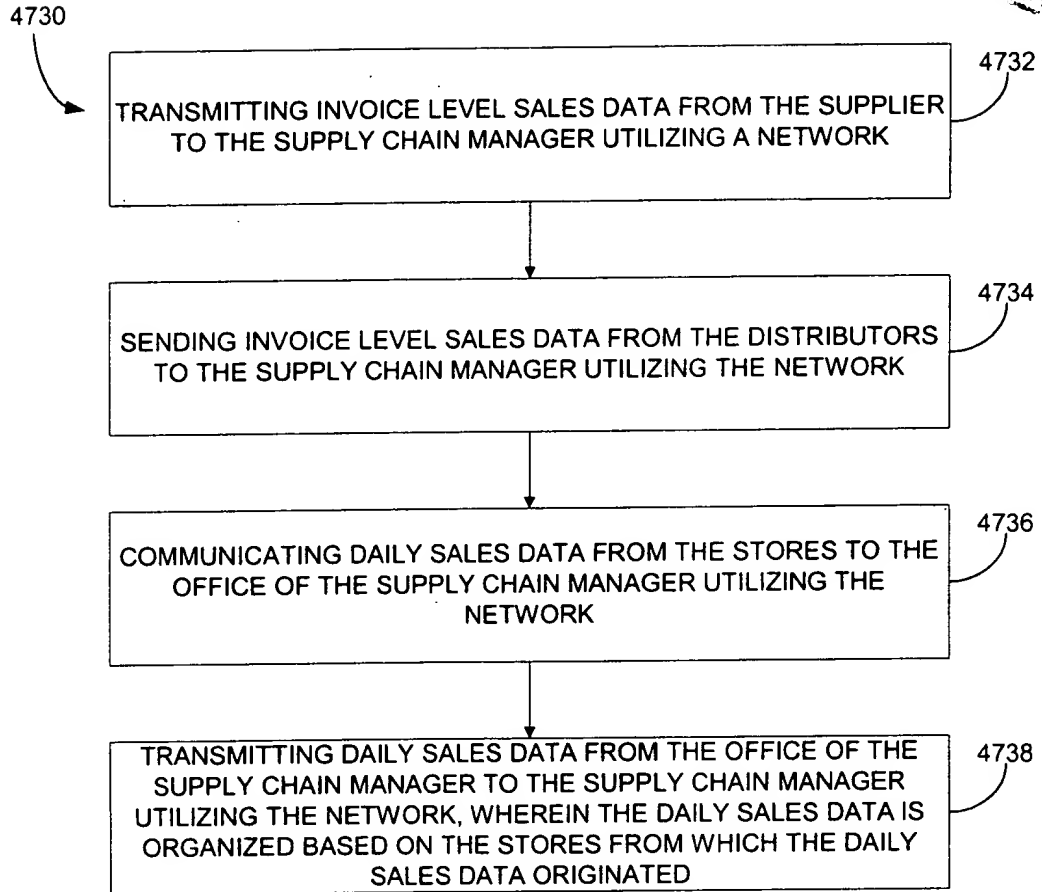 4730
4732
TRANSMITTING INVOICE LEVEL SALES DATA FROM THE SUPPLIER
TO THE SUPPLY CHAIN MANAGER UTILIZING A NETWORK
4734
SENDING INVOICE LEVEL SALES DATA FROM THE DISTRIBUTORS
TO THE SUPPLY CHAIN MANAGER UTILIZING THE NETWORK
4736
COMMUNICATING DAILY SALES DATA FROM THE STORES TO THE
OFFICE OF THE SUPPLY CHAIN MANAGER UTILIZING THE
NETWORK
4738
TRANSMITTING DAILY SALES DATA FROM THE OFFICE OF THE
SUPPLY CHAIN MANAGER TO THE SUPPLY CHAIN MANAGER
UTILIZING THE NETWORK, WHEREIN THE DAILY SALES DATA IS
ORGANIZED BASED ON THE STORES FROM WHICH THE DAILY
SALES DATA ORIGINATED